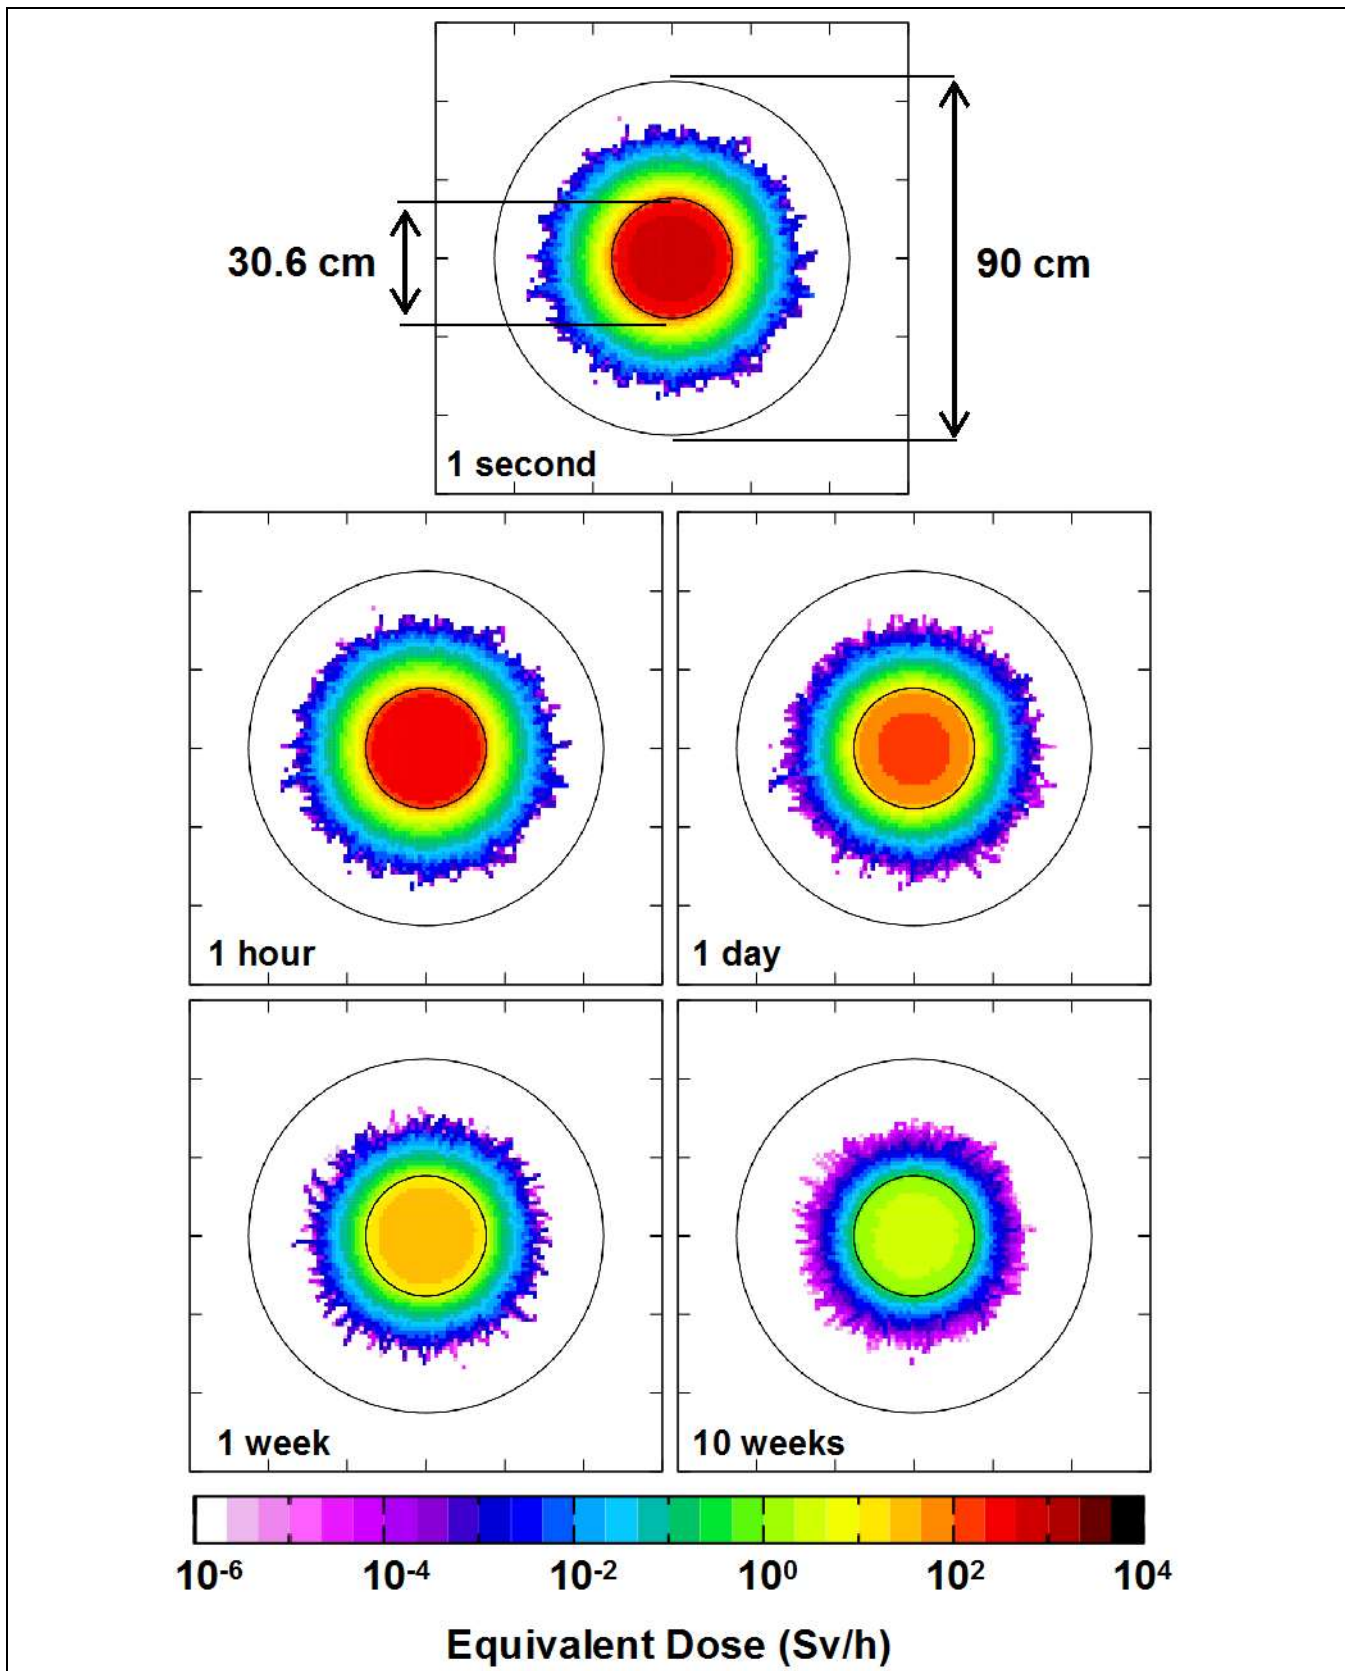 30.6 cm
90 cm
1 second
1 hour
1 day
1 week
10 weeks
10⁻⁶ 10⁻⁴ 10⁻² 10⁰ 10² 10⁴
Equivalent Dose (Sv/h)